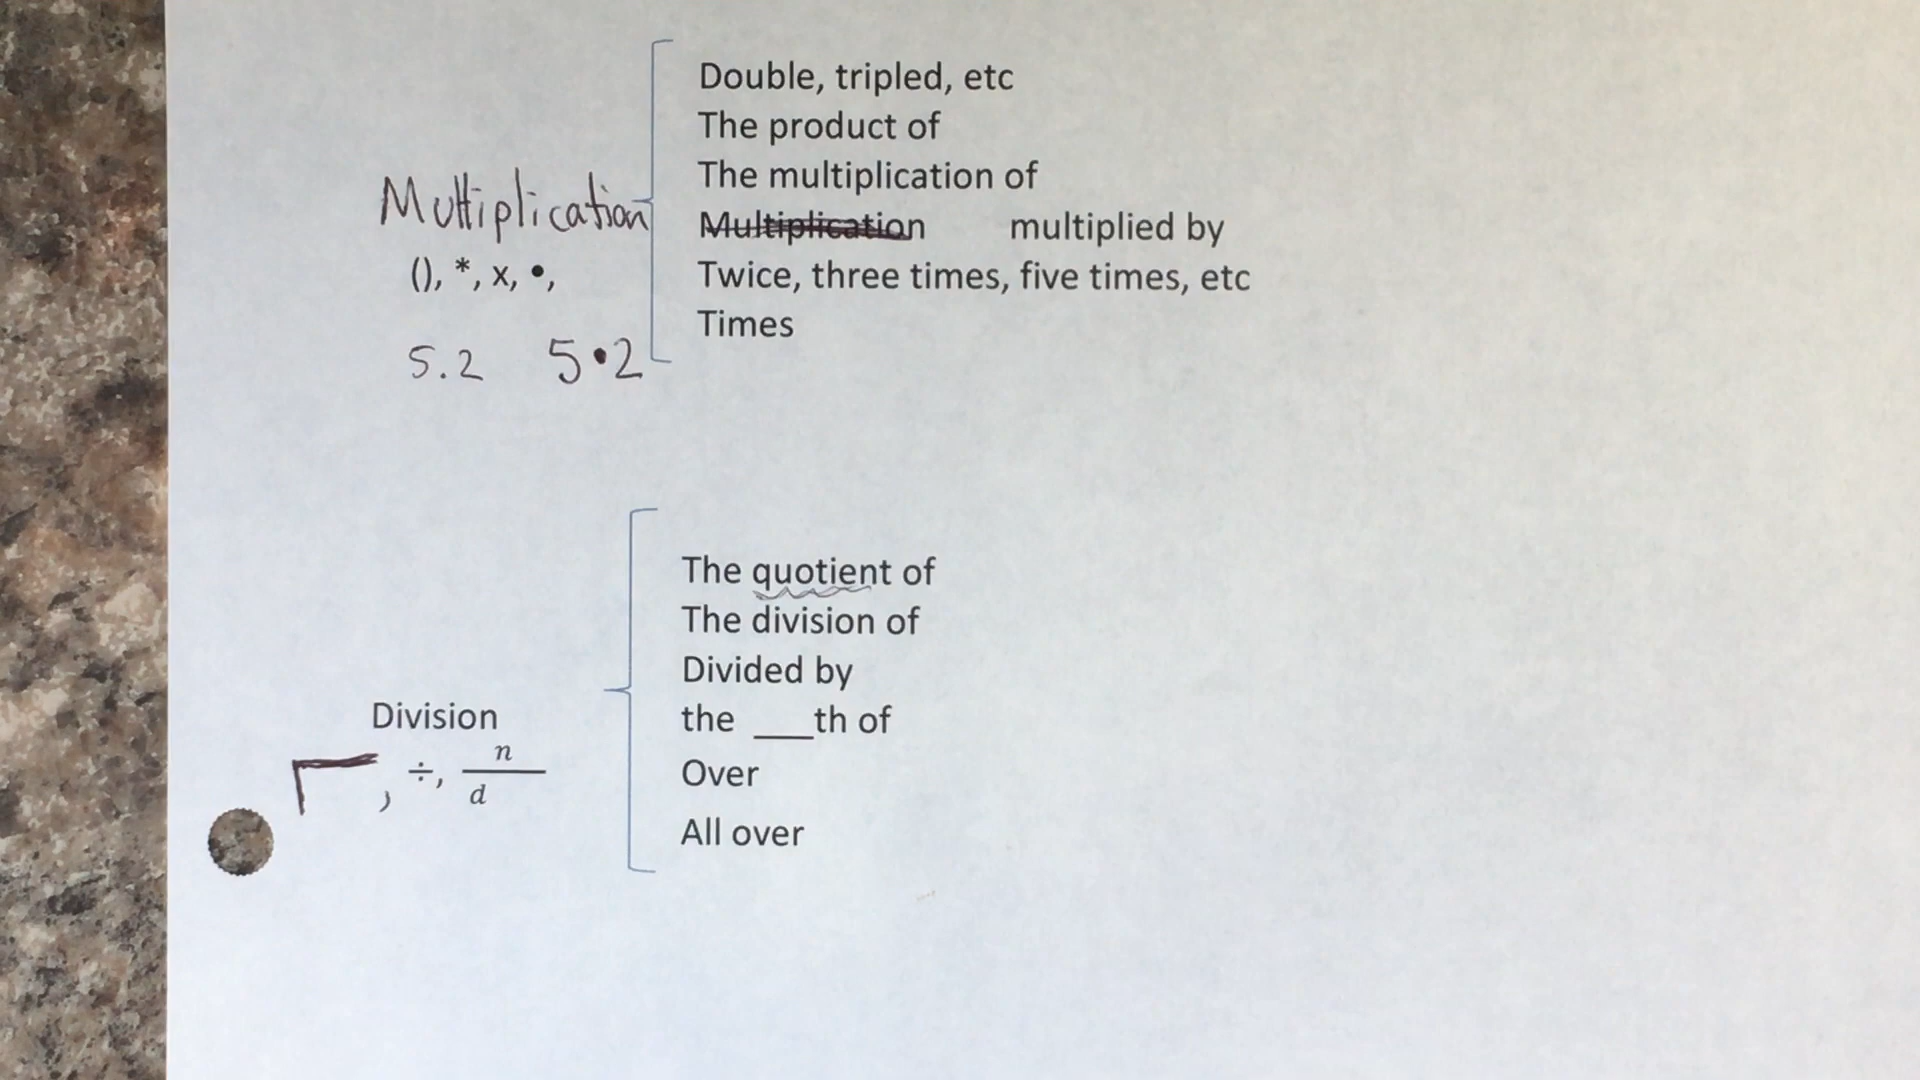 Double, tripled, etc
The product of
The multiplication of
Multiplication multiplied by
Twice, three times, five times, etc
Times
Multiplication
(), *, x, •,
5.2 5•2
The quotient of
The division of
Divided by
the ___th of
Over
All over
Division
, ÷, n/d